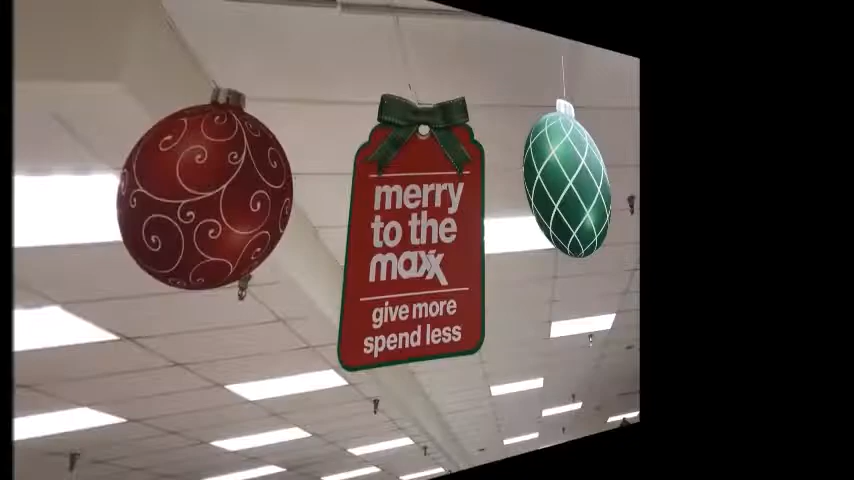 merry
to the
maxx
give more
spend less